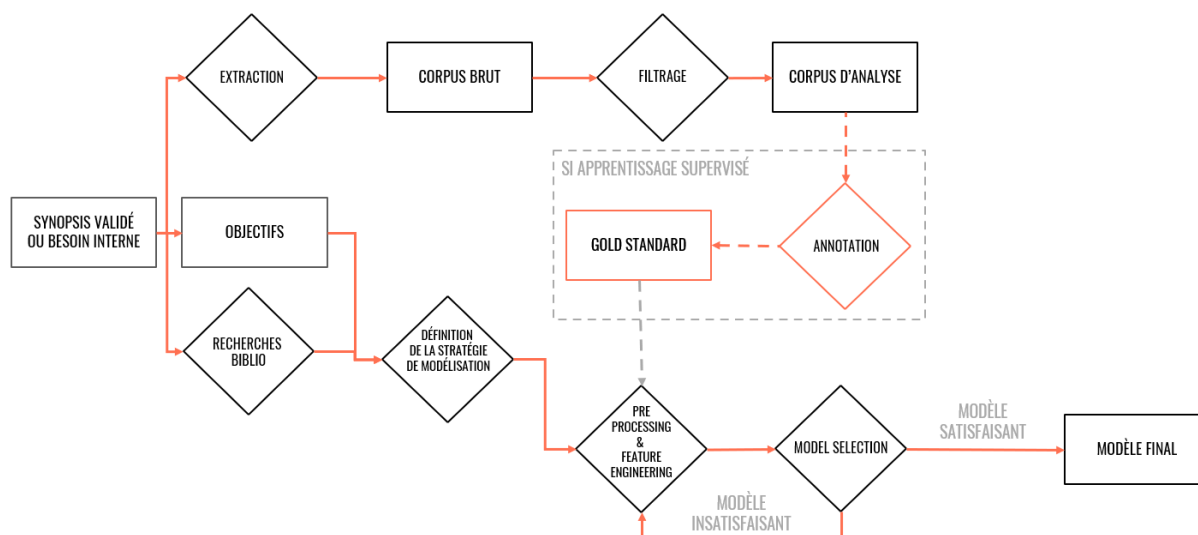 EXTRACTION
CORPUS BRUT
FILTRAGE
CORPUS D'ANALYSE
SI APPRENTISSAGE SUPERVISÉ
SYNOPSIS VALIDÉ
OU BESOIN INTERNE
OBJECTIFS
GOLD STANDARD
ANNOTATION
RECHERCHES
BIBLIO
DÉFINITION
DE LA STRATÉGIE
DE MODÉLISATION
PRE
PROCESSING
&
FEATURE
ENGINEERING
MODEL SELECTION
MODÈLE
SATISFAISANT
MODÈLE FINAL
MODÈLE
INSATISFAISANT